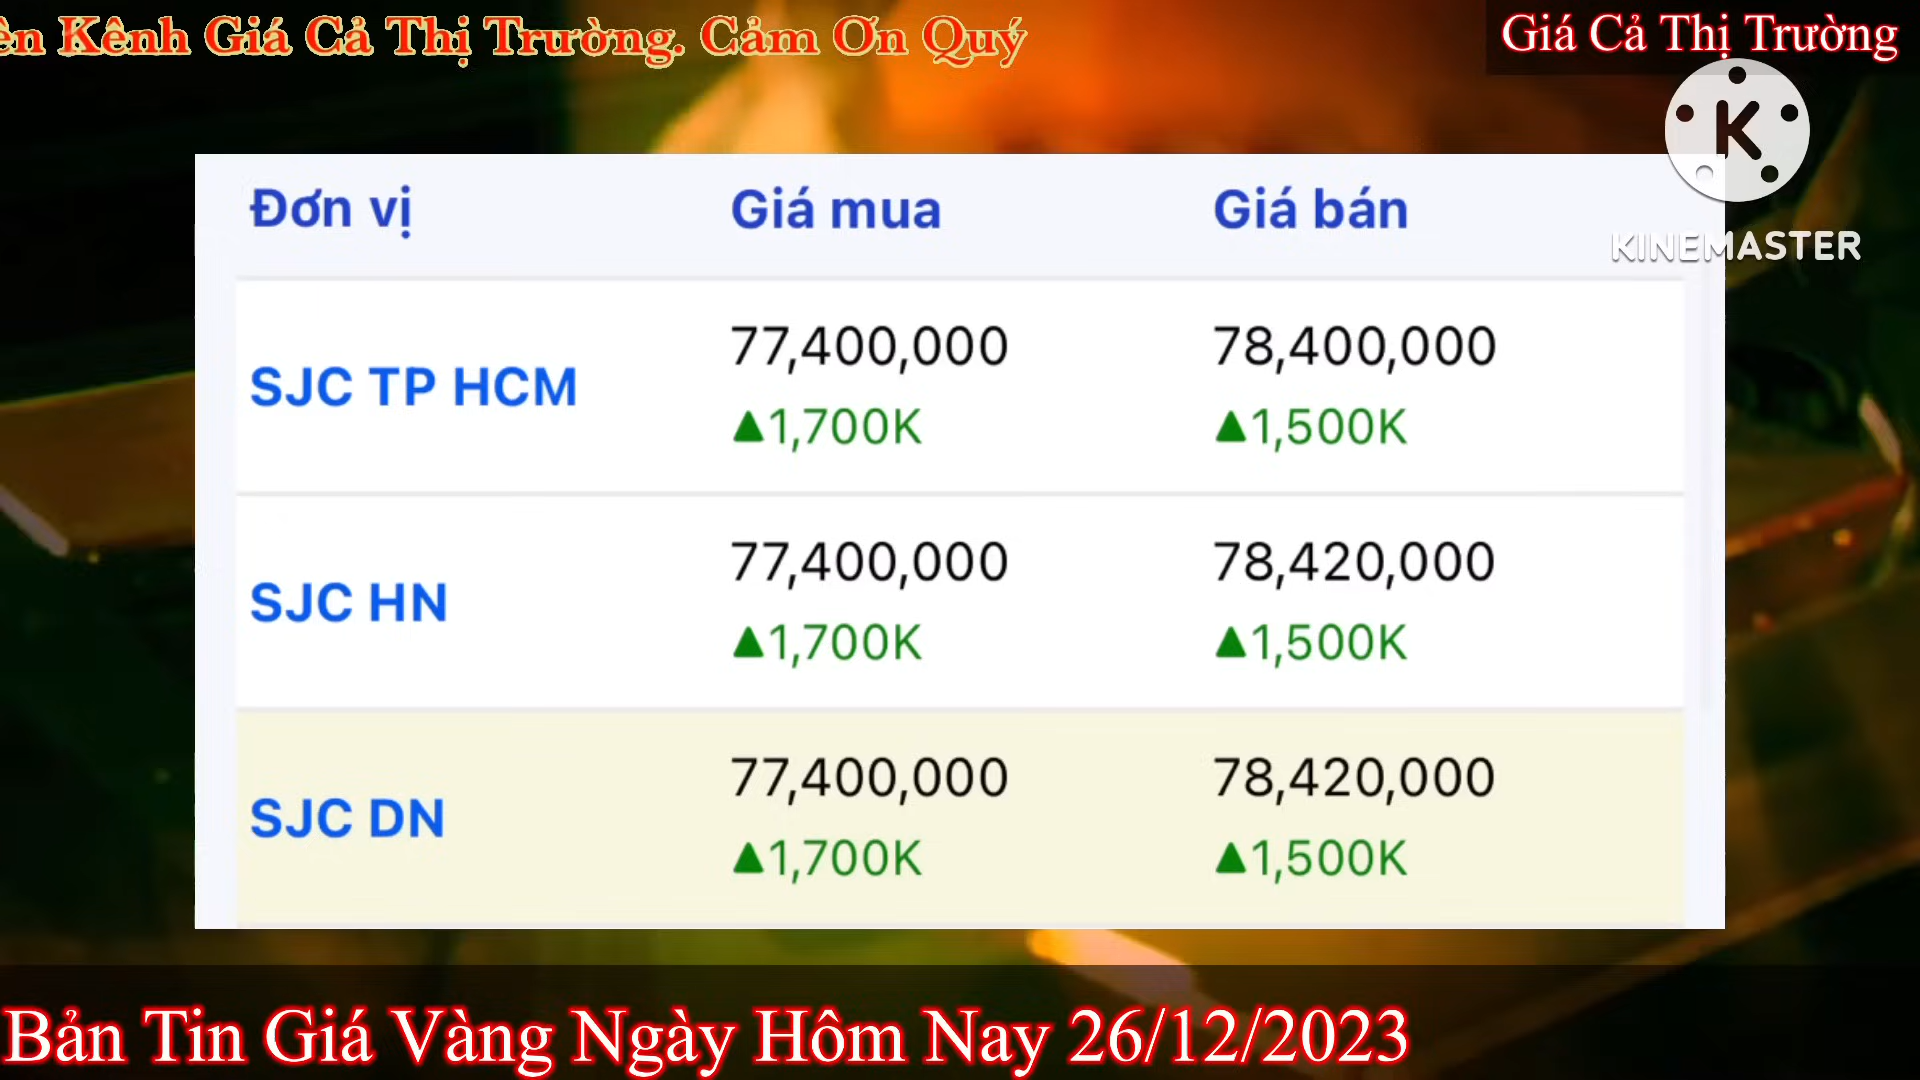 Kênh Giá Cả Thị Trường. Cảm Ơn Quý
Giá Cả Thị Trường
K
KINEMASTER
Đơn vị Giá mua Giá bán
77,400,000 78,400,000
SJC TP HCM
▲1,700K ▲1,500K
77,400,000 78,420,000
SJC HN
▲1,700K ▲1,500K
77,400,000 78,420,000
SJC DN
▲1,700K ▲1,500K
Bản Tin Giá Vàng Ngày Hôm Nay 26/12/2023